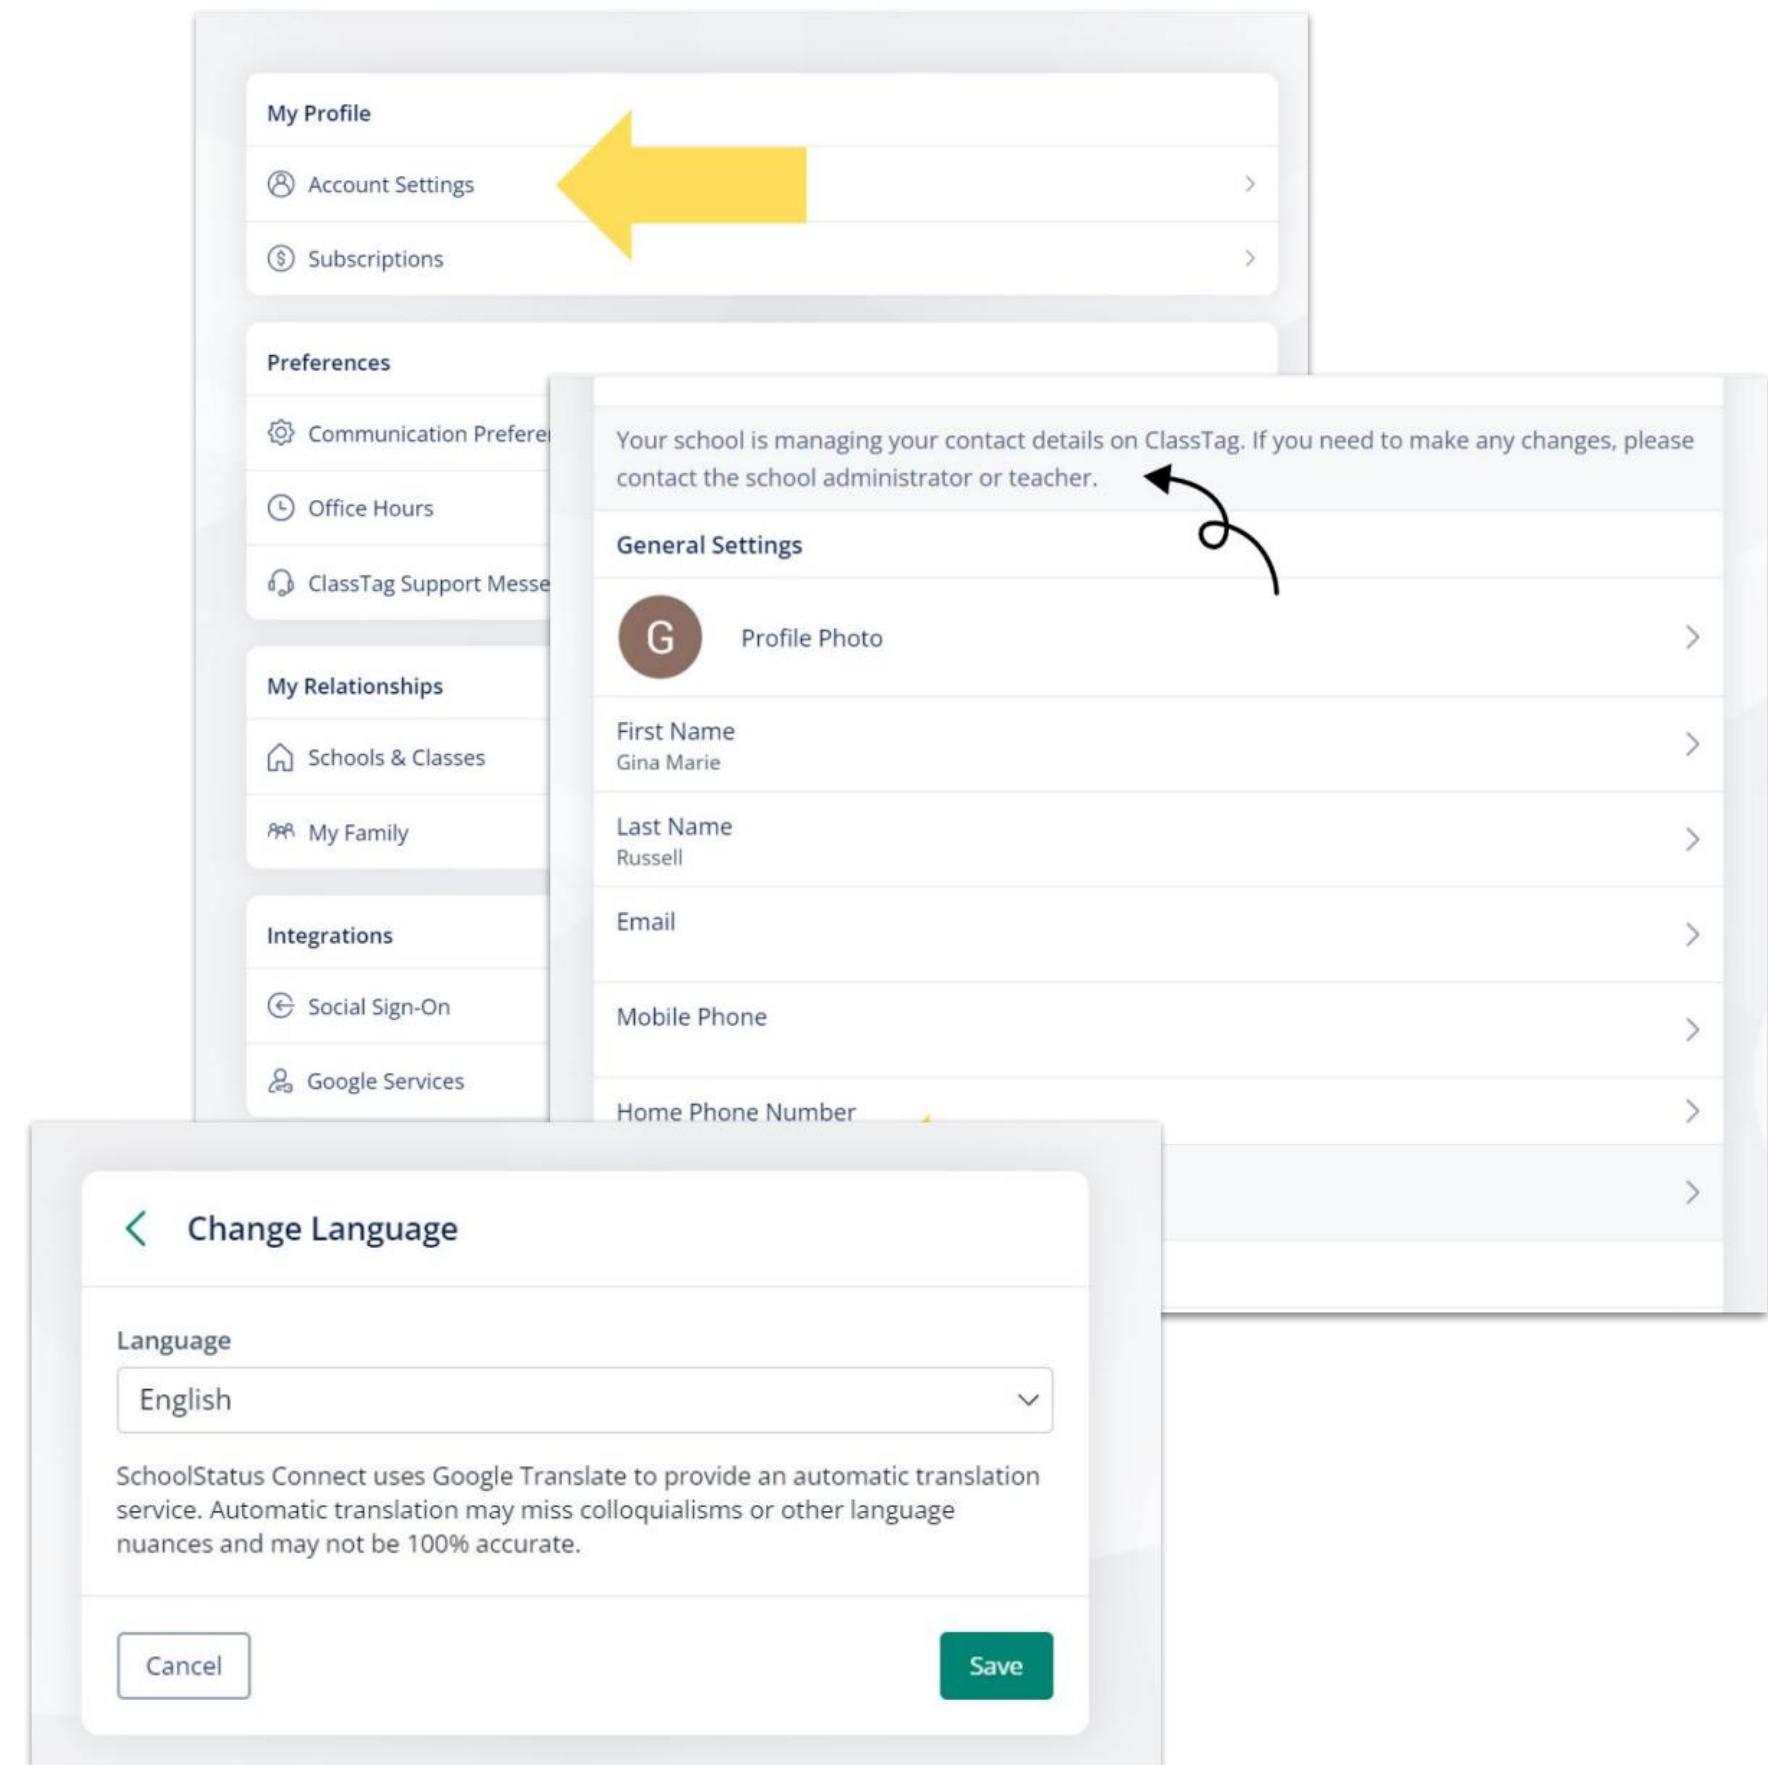 My Profile
Account Settings
Subscriptions
Preferences
Communication
Office Hours
ClassTag Support
My Relationships
Schools & Classes
My Family
Integrations
Social Sign-On
Google Services
Your school is managing your contact details on ClassTag. If you need to make any changes, please
contact the school administrator or teacher.
General Settings
G
Profile Photo
First Name
Gina Marie
Last Name
Russell
Email
Mobile Phone
Home Phone Number
Change Language
Language
English
SchoolStatus Connect uses Google Translate to provide an automatic translation
service. Automatic translation may miss colloquialisms or other language
nuances and may not be 100% accurate.
Cancel
Save